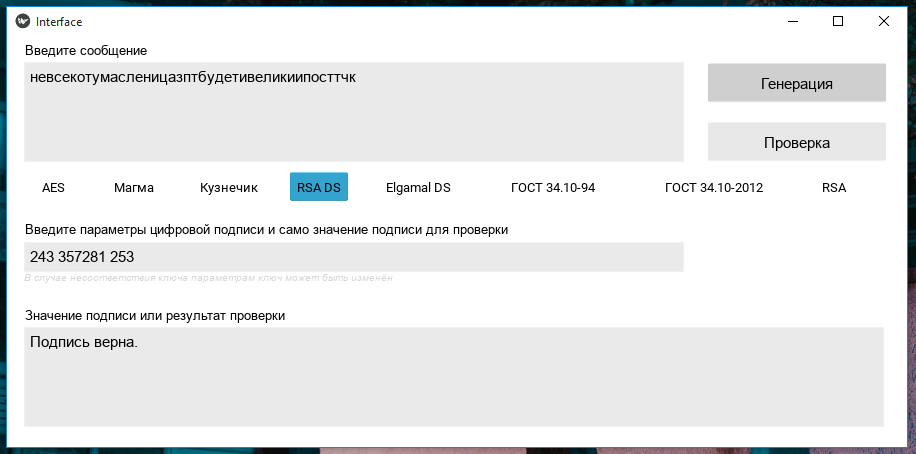 Interface
Введите сообщение
невсекотумасленицазптбудетивеликиипосттчк
Генерация
Проверка
AES Магма Кузнечик RSA DS Elgamal DS ГОСТ 34.10-94 ГОСТ 34.10-2012 RSA
Введите параметры цифровой подписи и само значение подписи для проверки
243 357281 253
В случае несоответствия ключа параметрам ключ может быть изменён
Значение подписи или результат проверки
Подпись верна.